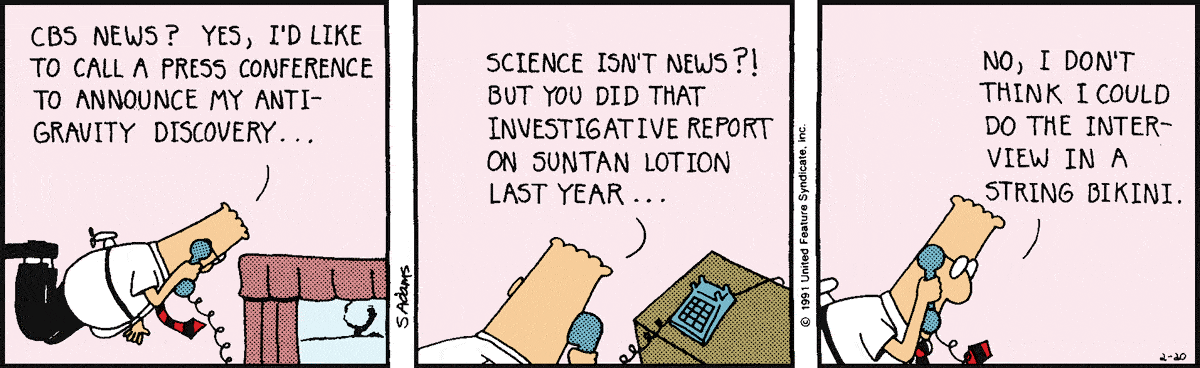 CBS NEWS? YES, I'D LIKE
TO CALL A PRESS CONFERENCE
TO ANNOUNCE MY ANTI-
GRAVITY DISCOVERY...
S. Adams
SCIENCE ISN'T NEWS?!
BUT YOU DID THAT
INVESTIGATIVE REPORT
ON SUNTAN LOTION
LAST YEAR...
© 1991 United Feature Syndicate, Inc.
NO, I DON'T
THINK I COULD
DO THE INTER-
VIEW IN A
STRING BIKINI.
2-20